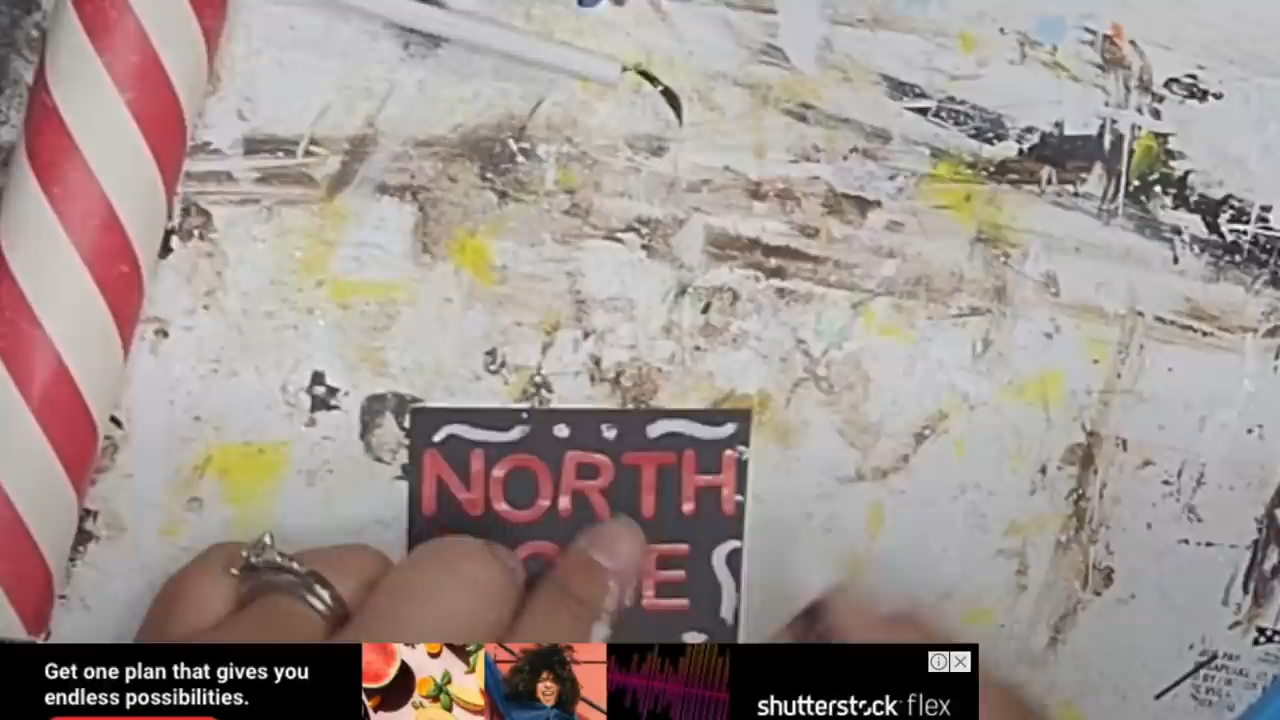 NORTH
Get one plan that gives you
endless possibilities.
shutterstock flex